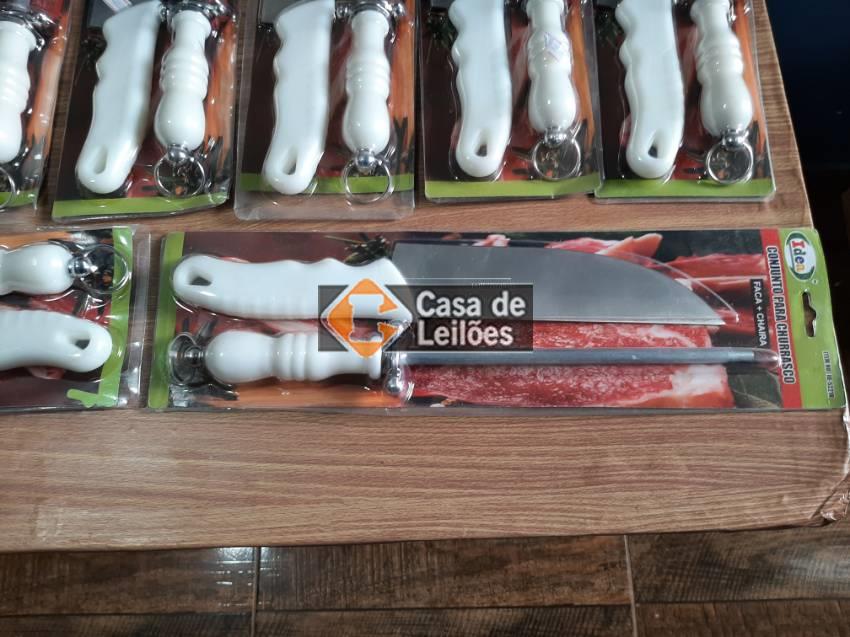 Idea
CONJUNTO PARA CHURRASCO
FACA + CHAIRA
Casa de
Leilões